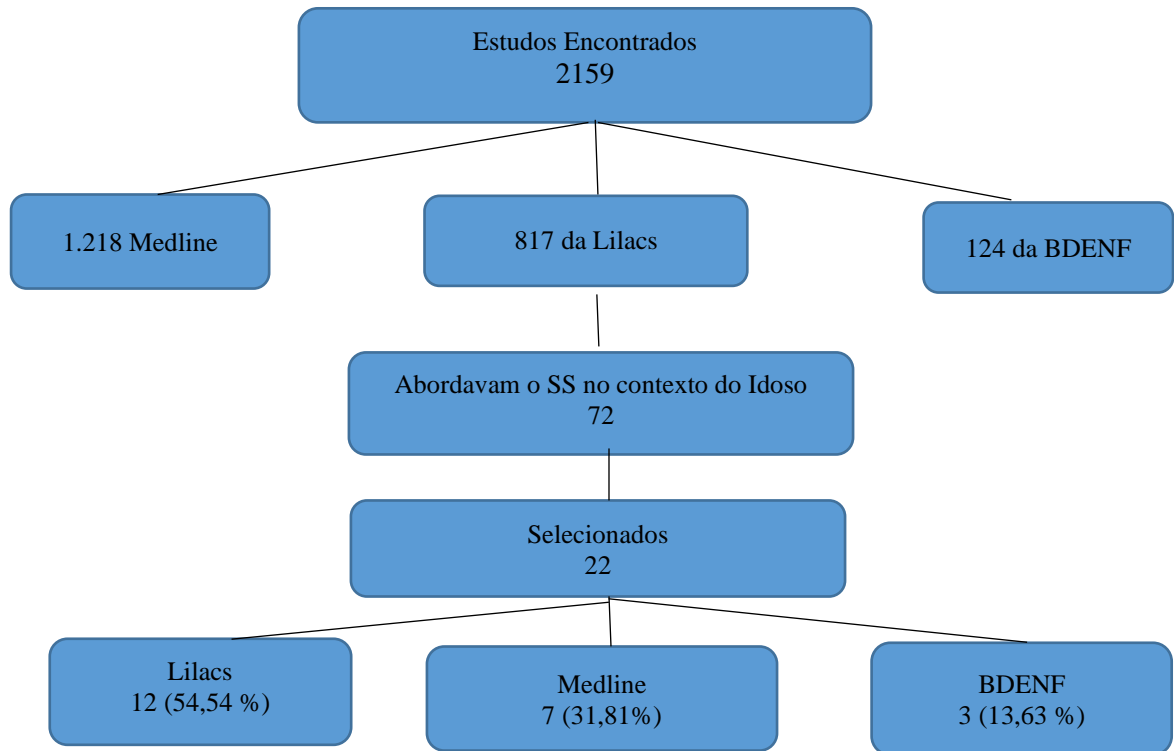 Estudos Encontrados
2159
1.218 Medline
817 da Lilacs
124 da BDENF
Abordavam o SS no contexto do Idoso
72
Selecionados
22
Lilacs
12 (54,54 %)
Medline
7 (31,81%)
BDENF
3 (13,63 %)